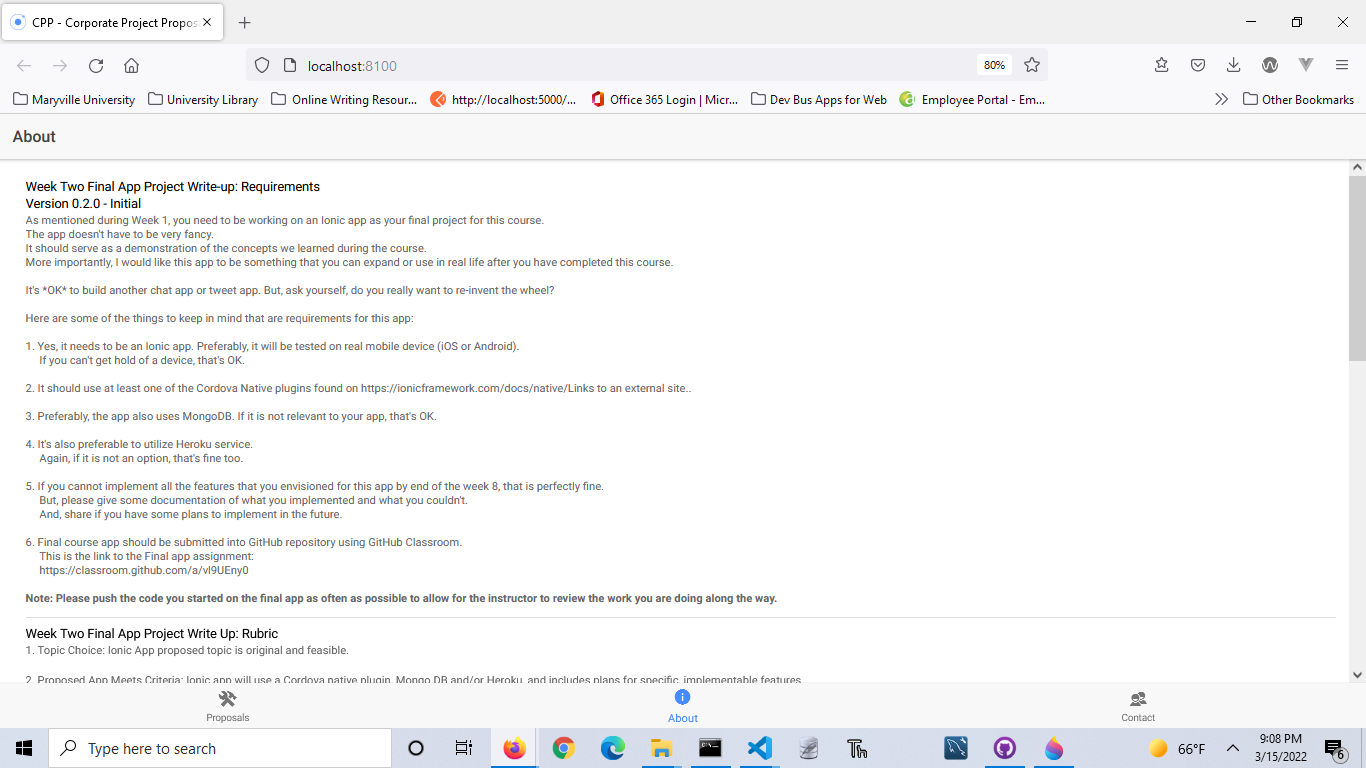 CPP - Corporate Project Propos
localhost:8100
80%
Maryville University
University Library
Online Writing Resour...
http://localhost:5000/...
Office 365 Login | Micr...
Dev Bus Apps for Web
Employee Portal - Em...
Other Bookmarks
About
Week Two Final App Project Write-up: Requirements
Version 0.2.0 - Initial
As mentioned during Week 1, you need to be working on an Ionic app as your final project for this course.
The app doesn't have to be very fancy.
It should serve as a demonstration of the concepts we learned during the course.
More importantly, I would like this app to be something that you can expand or use in real life after you have completed this course.
It's *OK* to build another chat app or tweet app. But, ask yourself, do you really want to re-invent the wheel?
Here are some of the things to keep in mind that are requirements for this app:
1. Yes, it needs to be an Ionic app. Preferably, it will be tested on real mobile device (iOS or Android).
If you can't get hold of a device, that's OK.
2. It should use at least one of the Cordova Native plugins found on https://ionicframework.com/docs/native/Links to an external site..
3. Preferably, the app also uses MongoDB. If it is not relevant to your app, that's OK.
4. It's also preferable to utilize Heroku service.
Again, if it is not an option, that's fine too.
5. If you cannot implement all the features that you envisioned for this app by end of the week 8, that is perfectly fine.
But, please give some documentation of what you implemented and what you couldn't.
And, share if you have some plans to implement in the future.
6. Final course app should be submitted into GitHub repository using GitHub Classroom.
This is the link to the Final app assignment:
https://classroom.github.com/a/vl9UEny0
Note: Please push the code you started on the final app as often as possible to allow for the instructor to review the work you are doing along the way.
Week Two Final App Project Write Up: Rubric
1. Topic Choice: Ionic App proposed topic is original and feasible.
2. Proposed App Meets Criteria: Ionic app will use a Cordova native plugin, Mongo DB and/or Heroku, and includes plans for specific, implementable features.
Proposals
About
Contact
Type here to search
Th
66°F
9:08 PM
3/15/2022
6